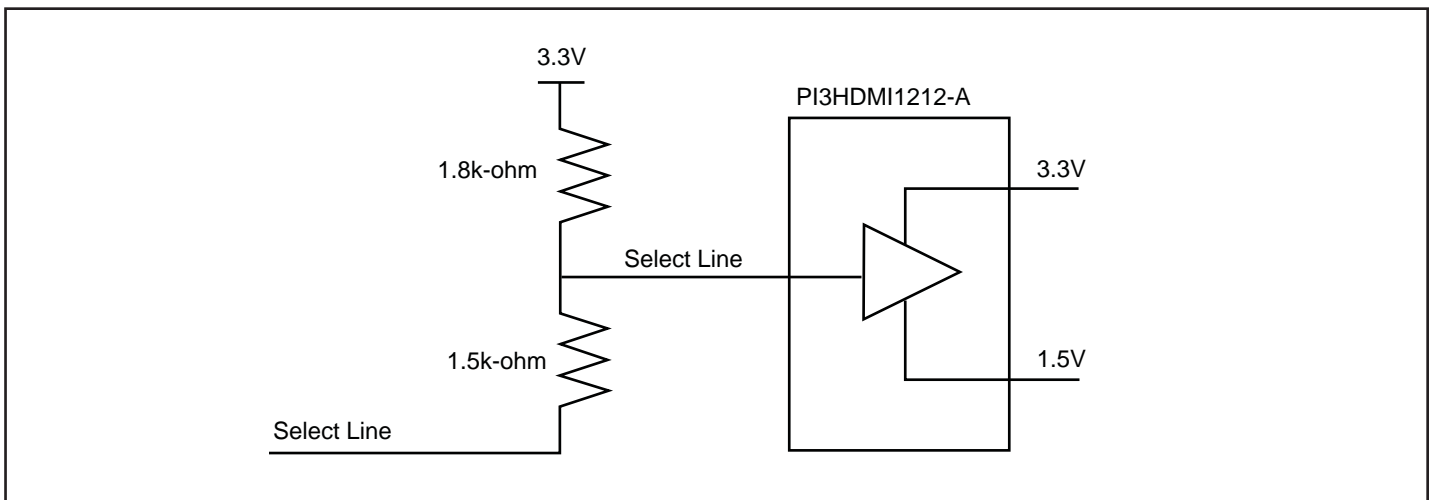 3.3V
PI3HDMI1212-A
1.8k-ohm
3.3V
Select Line
1.5k-ohm
1.5V
Select Line